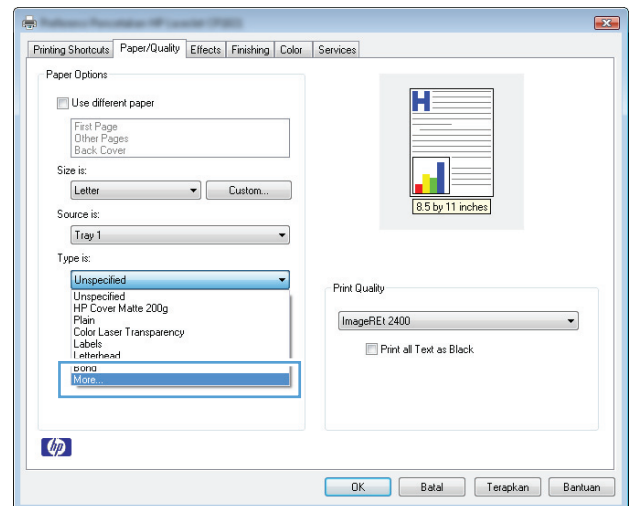 Printing Shortcuts Paper/Quality Effects Finishing Color Services
Paper Options
Use different paper
First Page
Other Pages
Back Cover
Size is:
Letter Custom...
8.5 by 11 inches
Source is:
Tray 1
Type is:
Unspecified
Unspecified
HP Cover Matte 200g
Plain
Color Laser Transparency
Labels
Letterhead
Bond
More...
Print Quality
ImageREt 2400
Print all Text as Black
hp
OK Batal Terapkan Bantuan